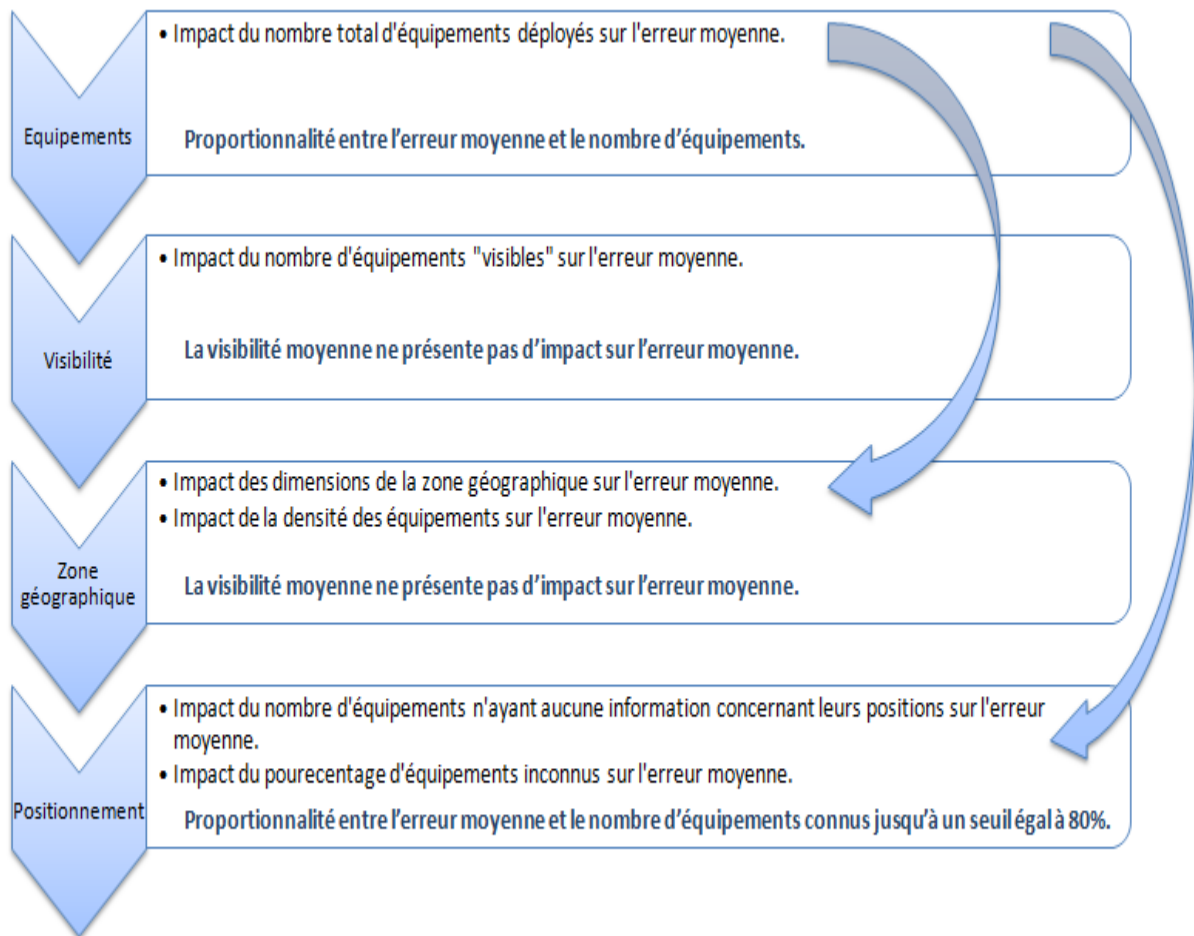 • Impact du nombre total d'équipements déployés sur l'erreur moyenne.
Equipements
Proportionnalité entre l'erreur moyenne et le nombre d'équipements.
• Impact du nombre d'équipements "visibles" sur l'erreur moyenne.
Visibilité
La visibilité moyenne ne présente pas d'impact sur l'erreur moyenne.
• Impact des dimensions de la zone géographique sur l'erreur moyenne.
• Impact de la densité des équipements sur l'erreur moyenne.
Zone
géographique
La visibilité moyenne ne présente pas d'impact sur l'erreur moyenne.
• Impact du nombre d'équipements n'ayant aucune information concernant leurs positions sur l'erreur
moyenne.
• Impact du pourecentage d'équipements inconnus sur l'erreur moyenne.
Positionnement
Proportionnalité entre l'erreur moyenne et le nombre d'équipements connus jusqu'à un seuil égal à 80%.